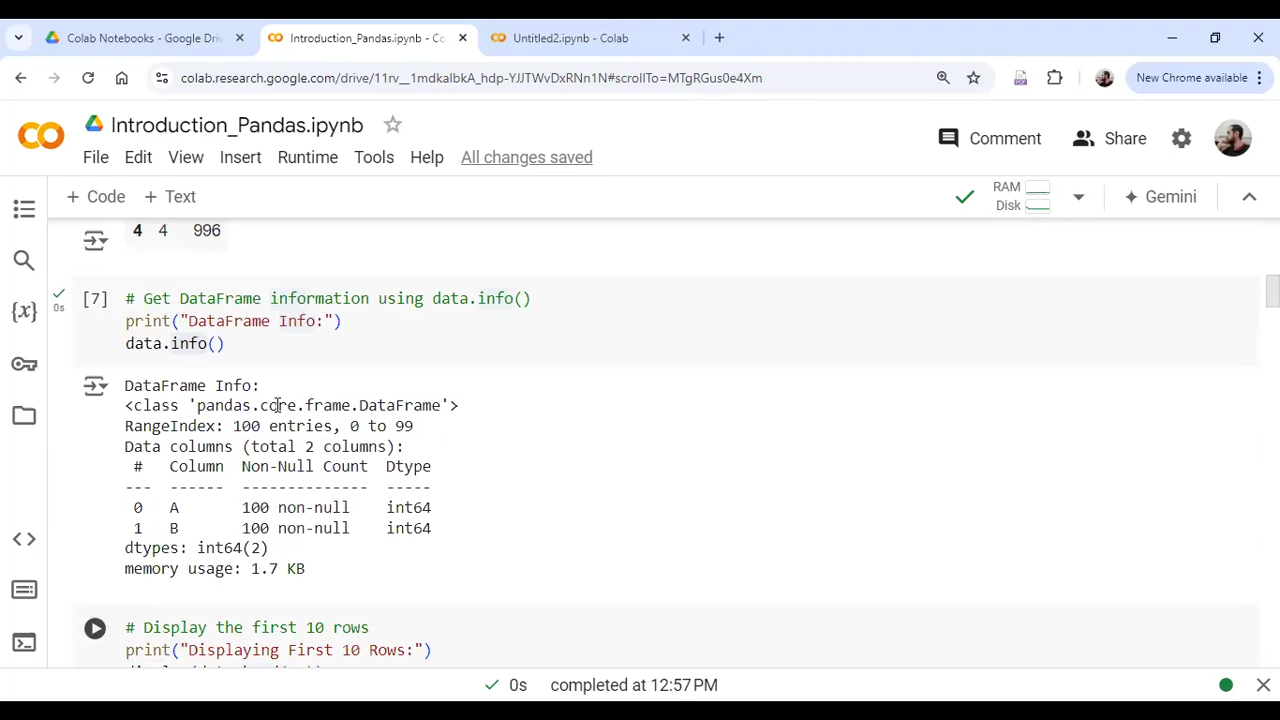 Colab Notebooks - Google Driv
Introduction_Pandas.ipynb - Co
Untitled2.ipynb - Colab
colab.research.google.com/drive/11rv__1mdkaIbkA_hdp-YJJTWvDxRNn1N#scrollTo=MTgRGus0e4Xm
New Chrome available
Introduction_Pandas.ipynb
File Edit View Insert Runtime Tools Help All changes saved
Comment Share
+ Code + Text
RAM
Disk
Gemini
4 4 996
[7] # Get DataFrame information using data.info()
0s
print("DataFrame Info:")
data.info()
DataFrame Info:
<class 'pandas.core.frame.DataFrame'>
RangeIndex: 100 entries, 0 to 99
Data columns (total 2 columns):
# Column Non-Null Count Dtype
--- ------ -------------- -----
0 A 100 non-null int64
1 B 100 non-null int64
dtypes: int64(2)
memory usage: 1.7 KB
# Display the first 10 rows
print("Displaying First 10 Rows:")
0s completed at 12:57 PM